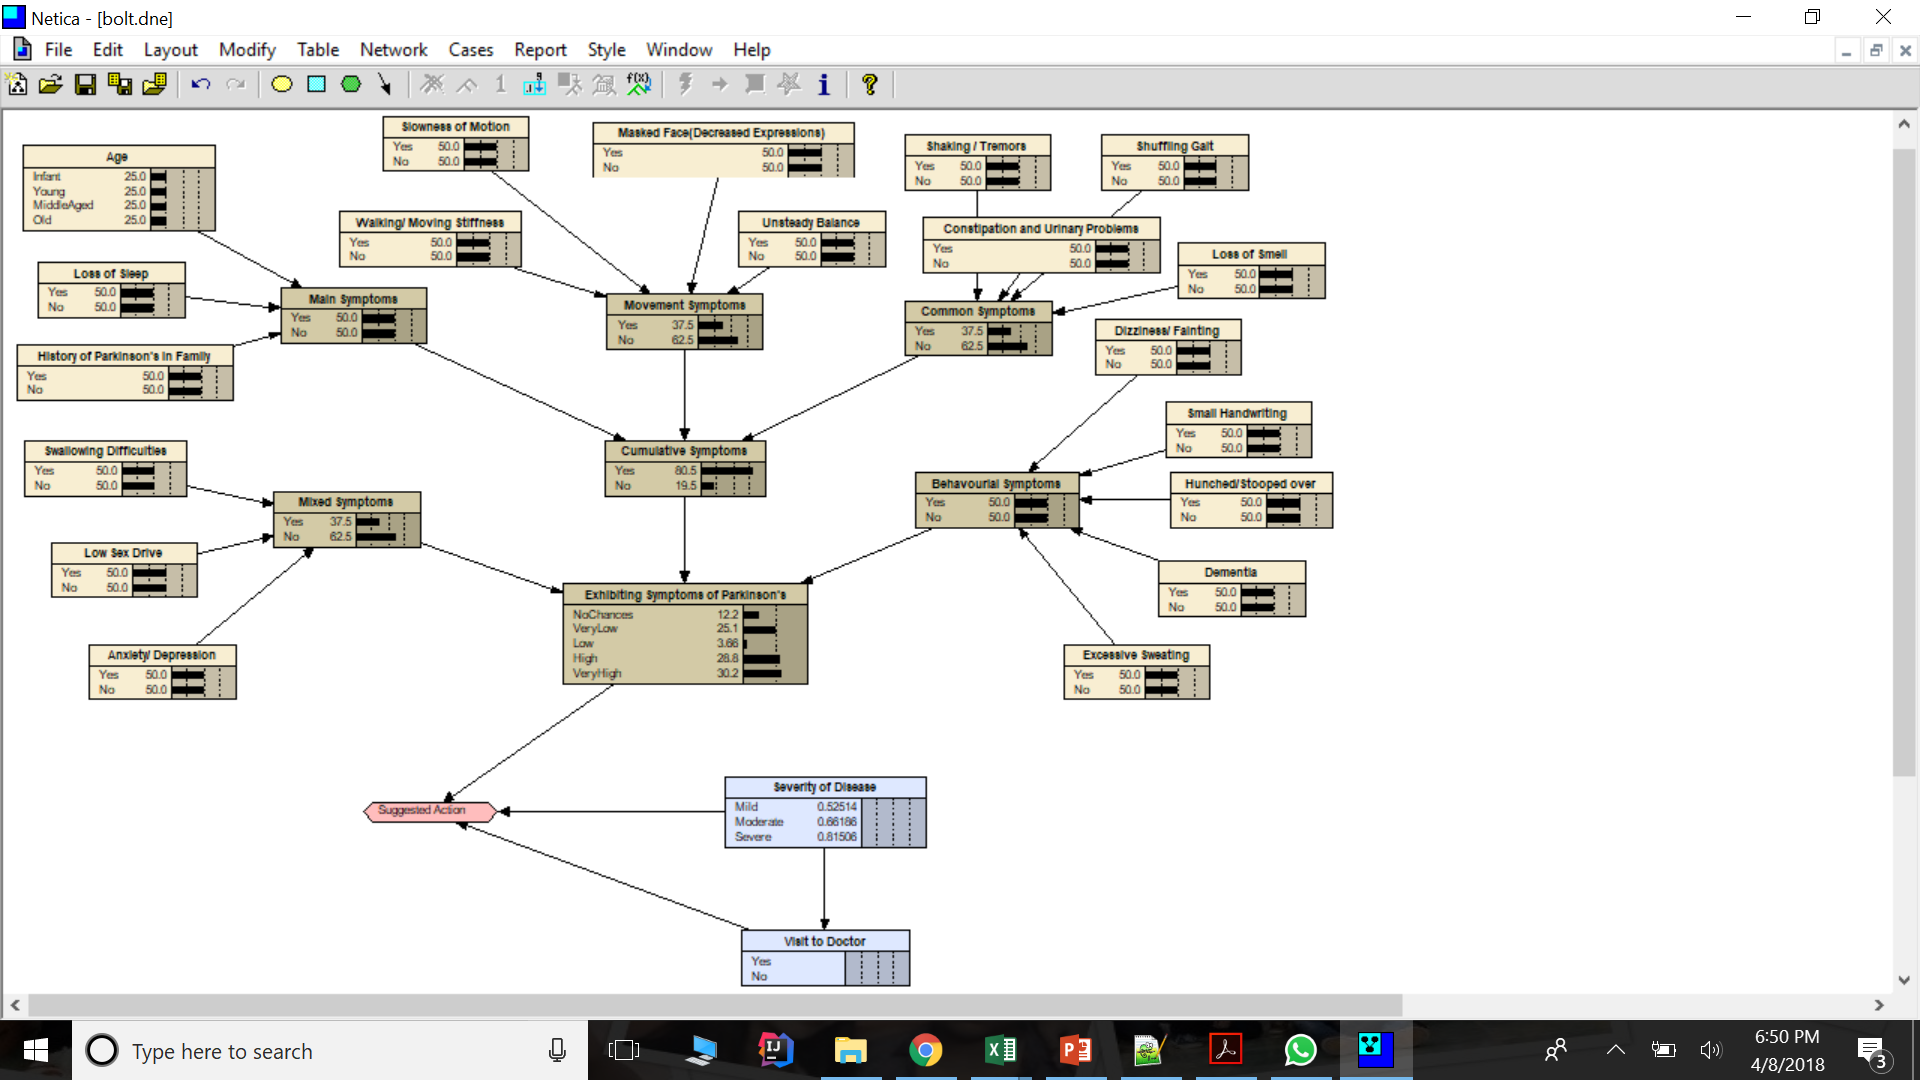 Netica - [bolt.dne]
File Edit Layout Modify Table Network Cases Report Style Window Help
1 f(x) i ?
Age
Infant 25.0
Young 25.0
MiddleAged 25.0
Old 25.0
Slowness of Motion
Yes 50.0
No 50.0
Masked Face(Decreased Expressions)
Yes 50.0
No 50.0
Shaking / Tremors
Yes 50.0
No 50.0
Shuffling Gait
Yes 50.0
No 50.0
Walking/ Moving Stiffness
Yes 50.0
No 50.0
Unsteady Balance
Yes 50.0
No 50.0
Constipation and Urinary Problems
Yes 50.0
No 50.0
Loss of Smell
Yes 50.0
No 50.0
Loss of Sleep
Yes 50.0
No 50.0
Main Symptoms
Yes 50.0
No 50.0
Movement Symptoms
Yes 37.5
No 62.5
Common Symptoms
Yes 37.5
No 62.5
Dizziness/ Fainting
Yes 50.0
No 50.0
History of Parkinson's in Family
Yes 50.0
No 50.0
Small Handwriting
Yes 50.0
No 50.0
Swallowing Difficulties
Yes 50.0
No 50.0
Cumulative Symptoms
Yes 80.5
No 19.5
Behavourial Symptoms
Yes 50.0
No 50.0
Hunched/Stooped over
Yes 50.0
No 50.0
Mixed Symptoms
Yes 37.5
No 62.5
Low Sex Drive
Yes 50.0
No 50.0
Dementia
Yes 50.0
No 50.0
Exhibiting Symptoms of Parkinson's
NoChances 12.2
VeryLow 25.1
Low 3.66
High 28.8
VeryHigh 30.2
Anxiety/ Depression
Yes 50.0
No 50.0
Excessive Sweating
Yes 50.0
No 50.0
Suggested Action
Severity of Disease
Mild 0.52514
Moderate 0.66186
Severe 0.81506
Visit to Doctor
Yes
No
Type here to search
6:50 PM
4/8/2018
3